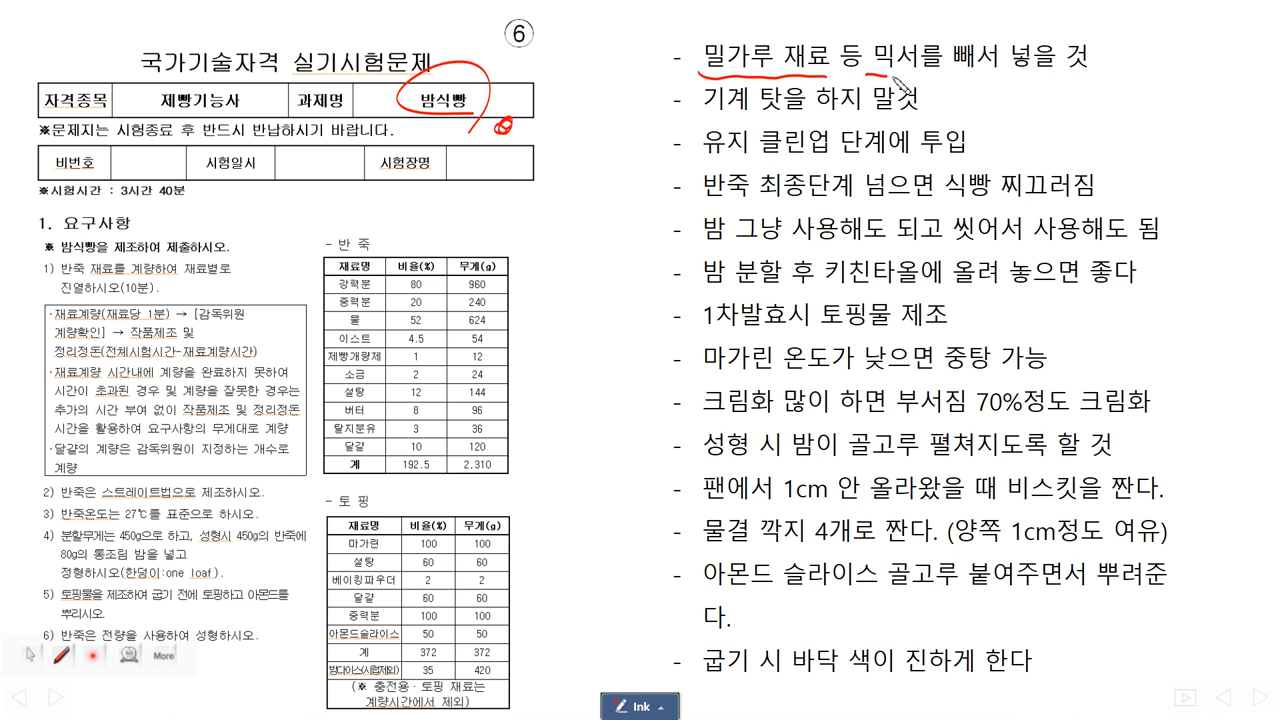 ⑥
국가기술자격 실기시험문제
자격종목 제빵기능사 과제명 밤식빵
※문제지는 시험종료 후 반드시 반납하시기 바랍니다.
비번호 시험일시 시험장명
※시험시간 : 3시간 40분
1. 요구사항
※ 밤식빵을 제조하여 제출하시오.
1) 반죽 재료를 계량하여 재료별로
진열하시오(10분).
·재료계량(재료당 1분) → [감독위원
계량확인] → 작품제조 및
정리정돈(전체시험시간-재료계량시간)
·재료계량 시간내에 계량을 완료하지 못하여
시간이 초과된 경우 및 계량을 잘못한 경우는
추가의 시간 부여 없이 작품제조 및 정리정돈
시간을 활용하여 요구사항의 무게대로 계량
·달걀의 계량은 감독위원이 지정하는 개수로
계량
2) 반죽은 스트레이트법으로 제조하시오.
3) 반죽온도는 27℃를 표준으로 하시오.
4) 분할무게는 450g으로 하고, 성형시 450g의 반죽에
80g의 통조림 밤을 넣고
정형하시오(한덩이:one loaf).
5) 토핑물을 제조하여 굽기 전에 토핑하고 아몬드를
뿌리시오.
6) 반죽은 전량을 사용하여 성형하시오.
- 반 죽
재료명 비율(%) 무게(g)
강력분 80 960
중력분 20 240
물 52 624
이스트 4.5 54
제빵개량제 1 12
소금 2 24
설탕 12 144
버터 8 96
탈지분유 3 36
달걀 10 120
계 192.5 2,310
- 토 핑
재료명 비율(%) 무게(g)
마가린 100 100
설탕 60 60
베이킹파우더 2 2
달걀 60 60
중력분 100 100
아몬드슬라이스 50 50
계 372 372
밤다이스(시럽제외) 35 420
(※ 충전용·토핑 재료는
계량시간에서 제외)
- 밀가루 재료 등 믹서를 빼서 넣을 것
- 기계 탓을 하지 말것
- 유지 클린업 단계에 투입
- 반죽 최종단계 넘으면 식빵 찌끄러짐
- 밤 그냥 사용해도 되고 씻어서 사용해도 됨
- 밤 분할 후 키친타올에 올려 놓으면 좋다
- 1차발효시 토핑물 제조
- 마가린 온도가 낮으면 중탕 가능
- 크림화 많이 하면 부서짐 70%정도 크림화
- 성형 시 밤이 골고루 펼쳐지도록 할 것
- 팬에서 1cm 안 올라왔을 때 비스킷을 짠다.
- 물결 깍지 4개로 짠다. (양쪽 1cm정도 여유)
- 아몬드 슬라이스 골고루 붙여주면서 뿌려준
다.
- 굽기 시 바닥 색이 진하게 한다
More
Ink